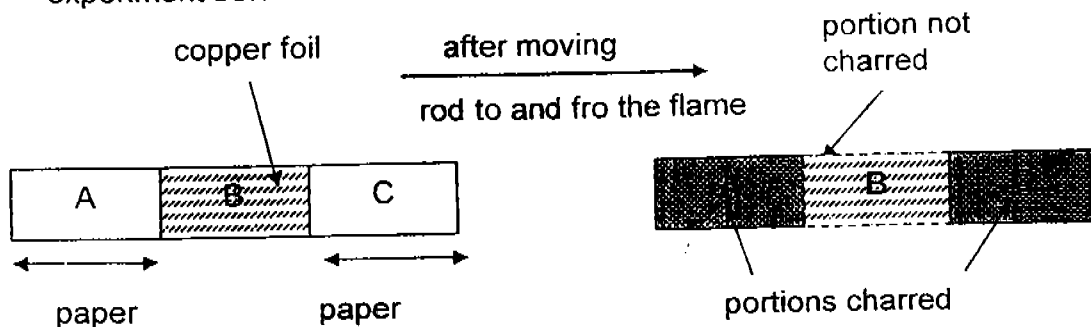 copper foil
after moving
rod to and fro the flame
portion not
charred
A
B
C
B
paper
paper
portions charred